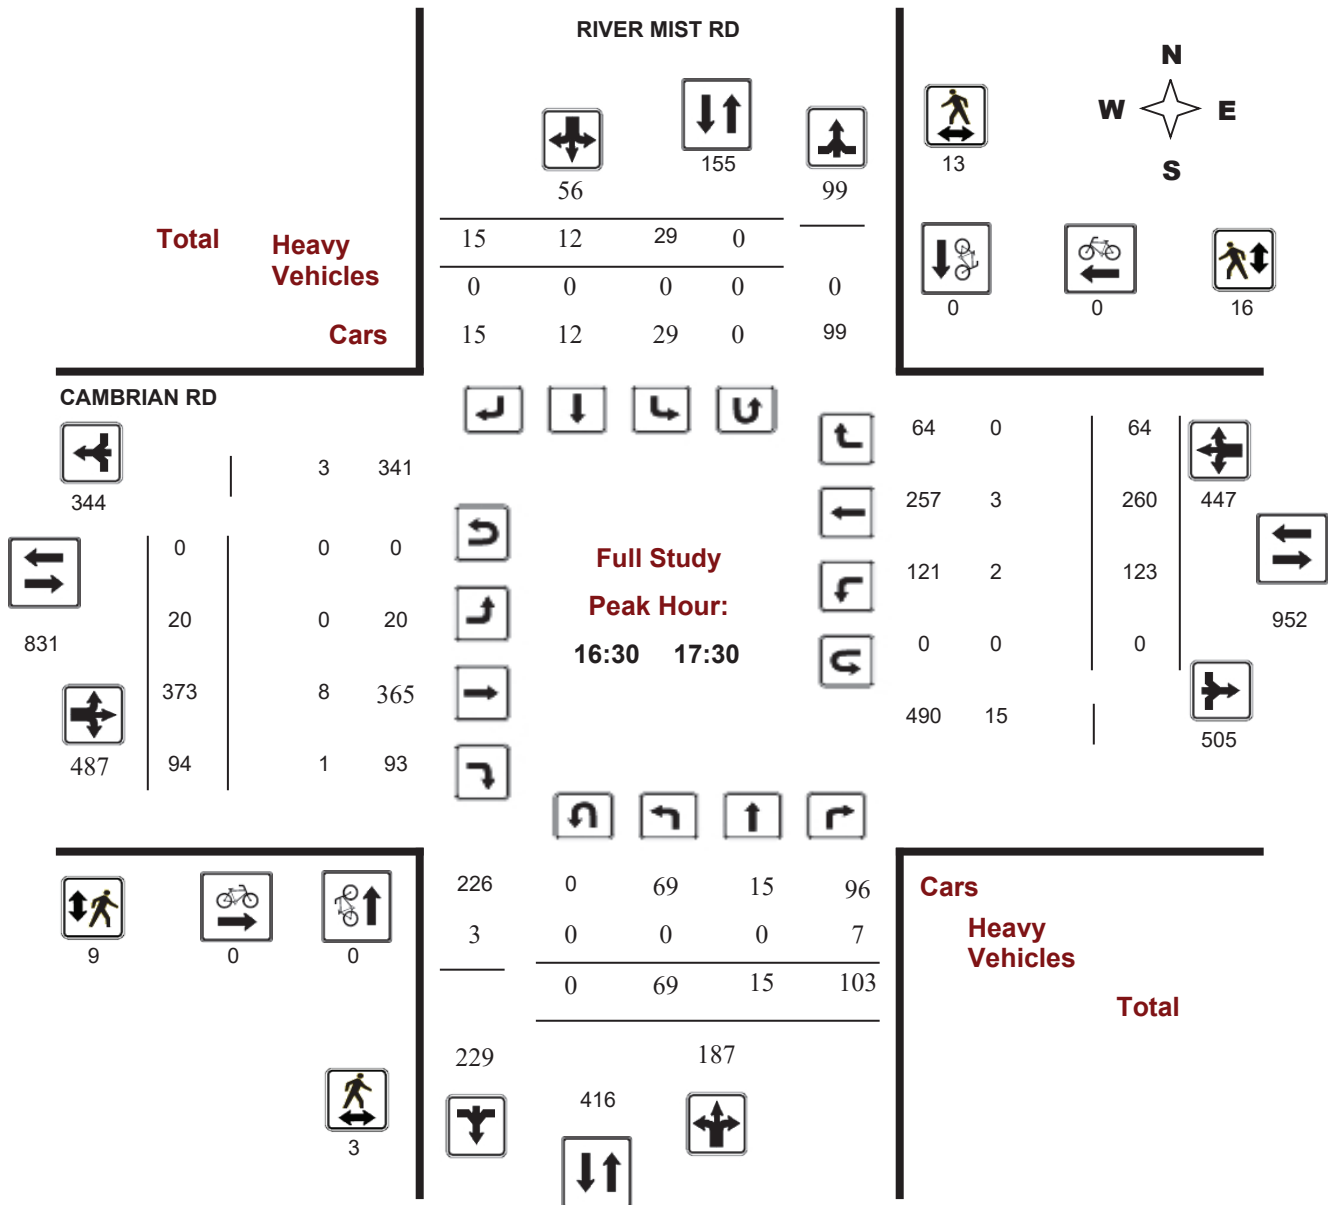 RIVER MIST RD
N
W E
S
155
13
56
99
Total
Heavy
Vehicles
Cars
15 12 29 0
0 0 0 0 0
15 12 29 0 99
0 0 16
CAMBRIAN RD
344
3 341
0 0 0
831
20 0 20
373 8 365
487
94 1 93
Full Study
Peak Hour:
16:30 17:30
64 0 64
257 3 260
447
121 2 123
952
0 0 0
490 15
505
9 0 0
226 0 69 15 96
3 0 0 0 7
0 69 15 103
229
187
416
3
Cars
Heavy
Vehicles
Total